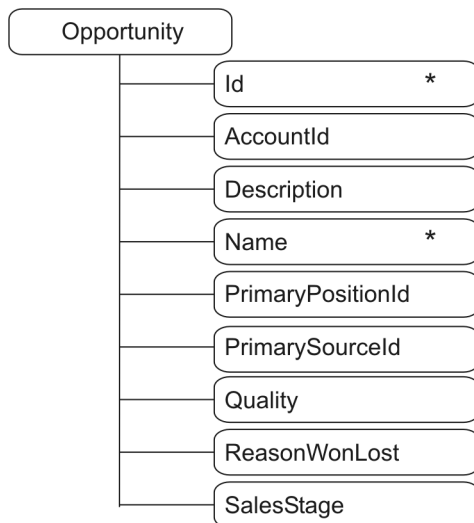 Opportunity
Id *
AccountId
Description
Name *
PrimaryPositionId
PrimarySourceId
Quality
ReasonWonLost
SalesStage